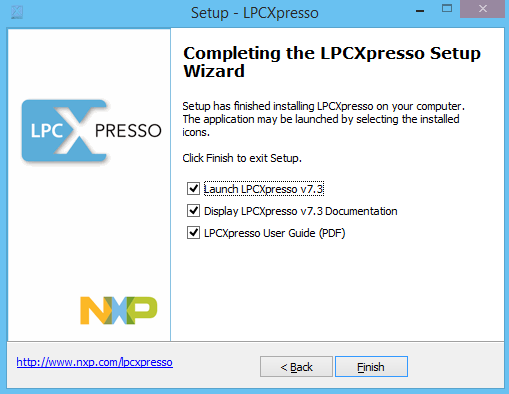 Setup - LPCXpresso
Completing the LPCXpresso Setup
Wizard
Setup has finished installing LPCXpresso on your computer.
The application may be launched by selecting the installed
icons.
Click Finish to exit Setup.
Launch LPCXpresso v7.3
Display LPCXpresso v7.3 Documentation
LPCXpresso User Guide (PDF)
LPC X PRESSO
NXP
http://www.nxp.com/lpcxpresso
< Back
Finish